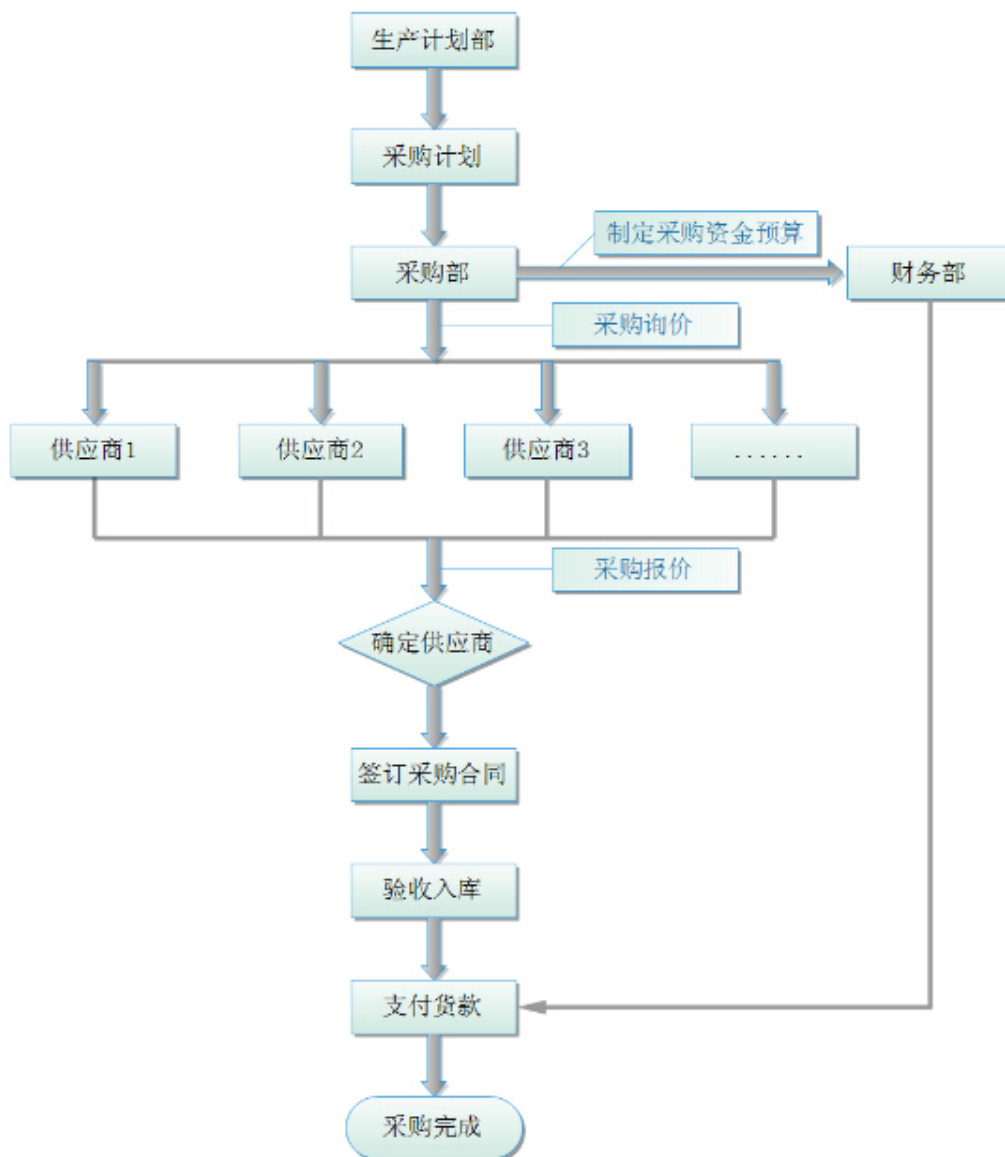 生产计划部
采购计划
制定采购资金预算
采购部
财务部
采购询价
供应商1
供应商2
供应商3
......
采购报价
确定供应商
签订采购合同
验收入库
支付货款
采购完成